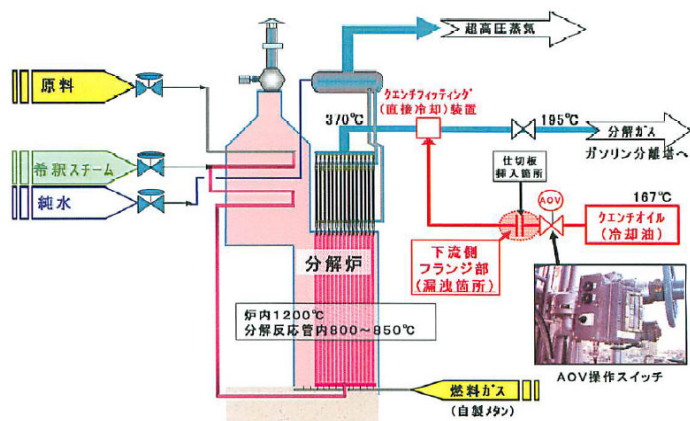 超高圧蒸気
原料
クエンチフィッティング
(直接冷却)装置
370℃
195℃
分解ガス
ガソリン分離塔へ
希釈スチーム
純水
仕切板
挿入箇所
AOV
167℃
クエンチオイル
(冷却油)
下流側
フランジ部
(漏洩箇所)
分解炉
炉内1200℃
分解反応管内800～850℃
AOV操作スイッチ
燃料ガス
(自製メタン)